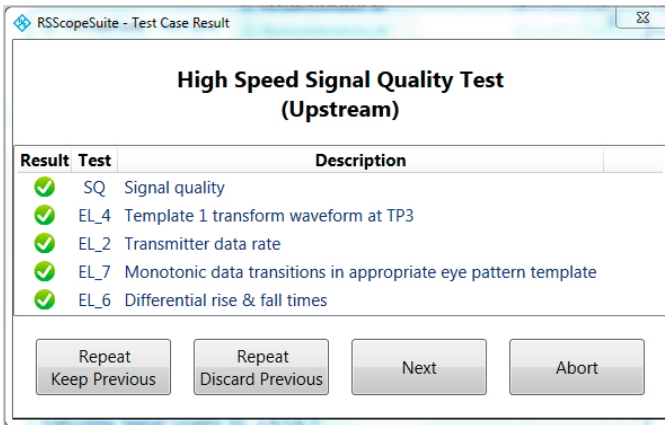 RSScopeSuite - Test Case Result
High Speed Signal Quality Test
(Upstream)
Result Test Description
SQ Signal quality
EL_4 Template 1 transform waveform at TP3
EL_2 Transmitter data rate
EL_7 Monotonic data transitions in appropriate eye pattern template
EL_6 Differential rise & fall times
Repeat
Keep Previous
Repeat
Discard Previous
Next
Abort